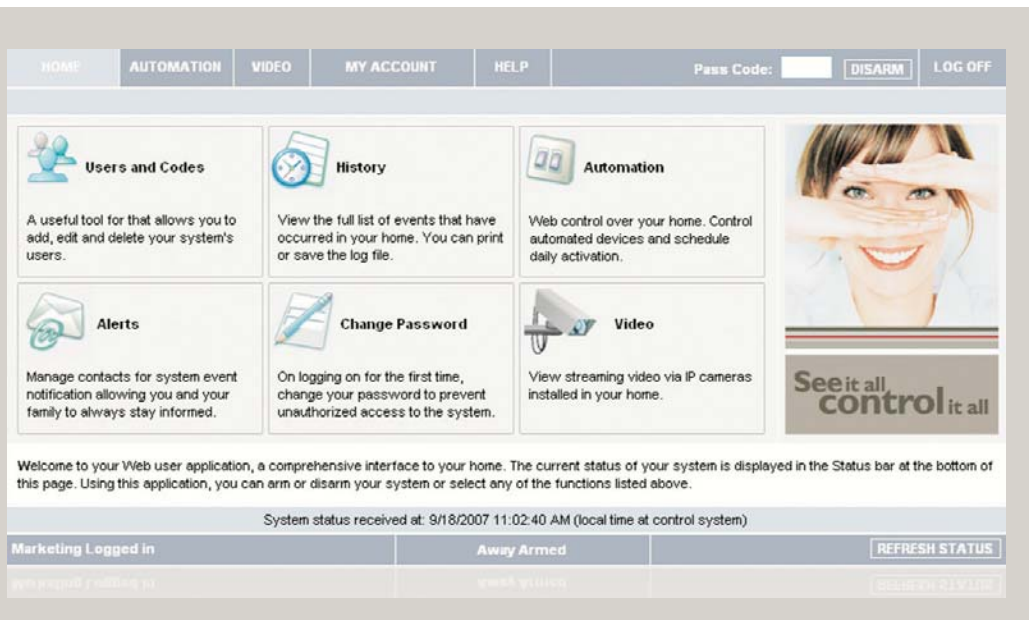 HOME AUTOMATION VIDEO MY ACCOUNT HELP Pass Code: DISARM LOG OFF
Users and Codes
A useful tool for that allows you to
add, edit and delete your system's
users.
History
View the full list of events that have
occurred in your home. You can print
or save the log file.
Automation
Web control over your home. Control
automated devices and schedule
daily activation.
Alerts
Manage contacts for system event
notification allowing you and your
family to always stay informed.
Change Password
On logging on for the first time,
change your password to prevent
unauthorized access to the system.
Video
View streaming video via IP cameras
installed in your home.
See it all
control it all
Welcome to your Web user application, a comprehensive interface to your home. The current status of your system is displayed in the Status bar at the bottom of
this page. Using this application, you can arm or disarm your system or select any of the functions listed above.
System status received at: 9/18/2007 11:02:40 AM (local time at control system)
Marketing Logged in Away Armed REFRESH STATUS